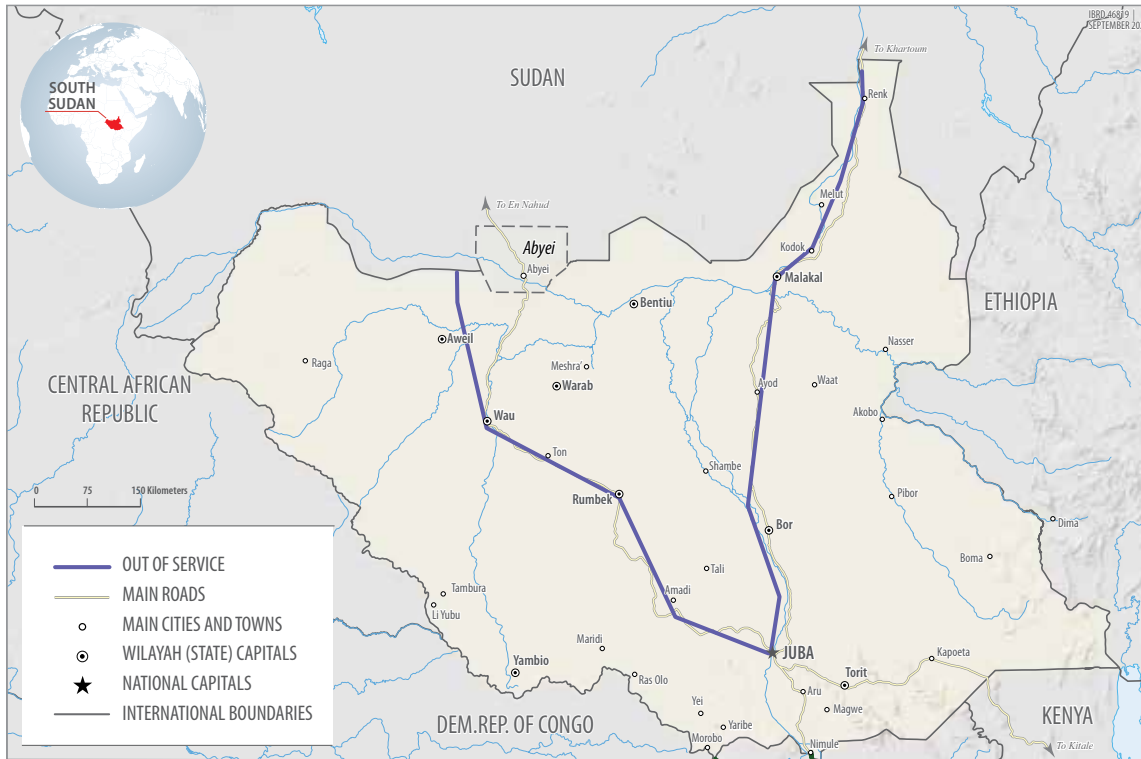 IBRD 46839 |
SEPTEMBER 202
To Khartoum
SUDAN
SOUTH
SUDAN
Renk
Melut
To En Nahud
Abyei
Kodok
Abyei
Malakal
ETHIOPIA
Bentiu
Aweil
Nasser
Raga
Meshra'
CENTRAL AFRICAN
REPUBLIC
Warab
Ayod
Waat
Wau
Akobo
Ton
Shambe
0 75 150 Kilometers
Rumbek
Pibor
Bor
Dima
Boma
OUT OF SERVICE
MAIN ROADS
MAIN CITIES AND TOWNS
WILAYAH (STATE) CAPITALS
NATIONAL CAPITALS
INTERNATIONAL BOUNDARIES
Tali
Tambura
Li Yubu
Amadi
Maridi
JUBA
Kapoeta
Yambio
Ras Olo
Torit
Aru
Magwe
Yei
Yaribe
DEM.REP. OF CONGO
KENYA
Morobo
Nimule
To Kitale